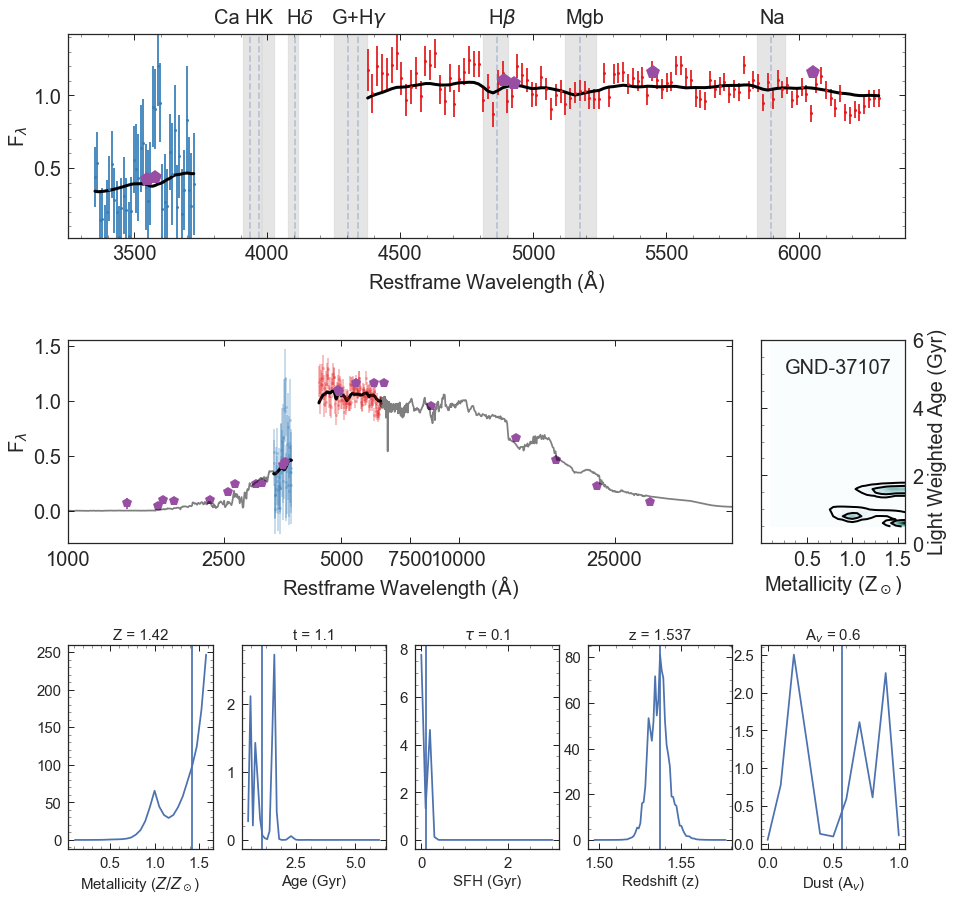 Ca HK Hδ G+Hγ Hβ Mgb Na
1.0
0.5
F_λ
3500 4000 4500 5000 5500 6000
Restframe Wavelength (Å)
1.5
1.0
0.5
0.0
F_λ
1000 2500 5000 7500 10000 25000
Restframe Wavelength (Å)
GND-37107
6
4
2
0
Light Weighted Age (Gyr)
0.5 1.0 1.5
Metallicity (Z_⊙)
Z = 1.42
250
200
150
100
50
0
0.5 1.0 1.5
Metallicity (Z/Z_⊙)
t = 1.1
2
1
0
2.5 5.0
Age (Gyr)
τ = 0.1
8
6
4
2
0
0 2
SFH (Gyr)
z = 1.537
80
60
40
20
0
1.50 1.55
Redshift (z)
A_v = 0.6
2.5
2.0
1.5
1.0
0.5
0.0
0.0 0.5 1.0
Dust (A_v)